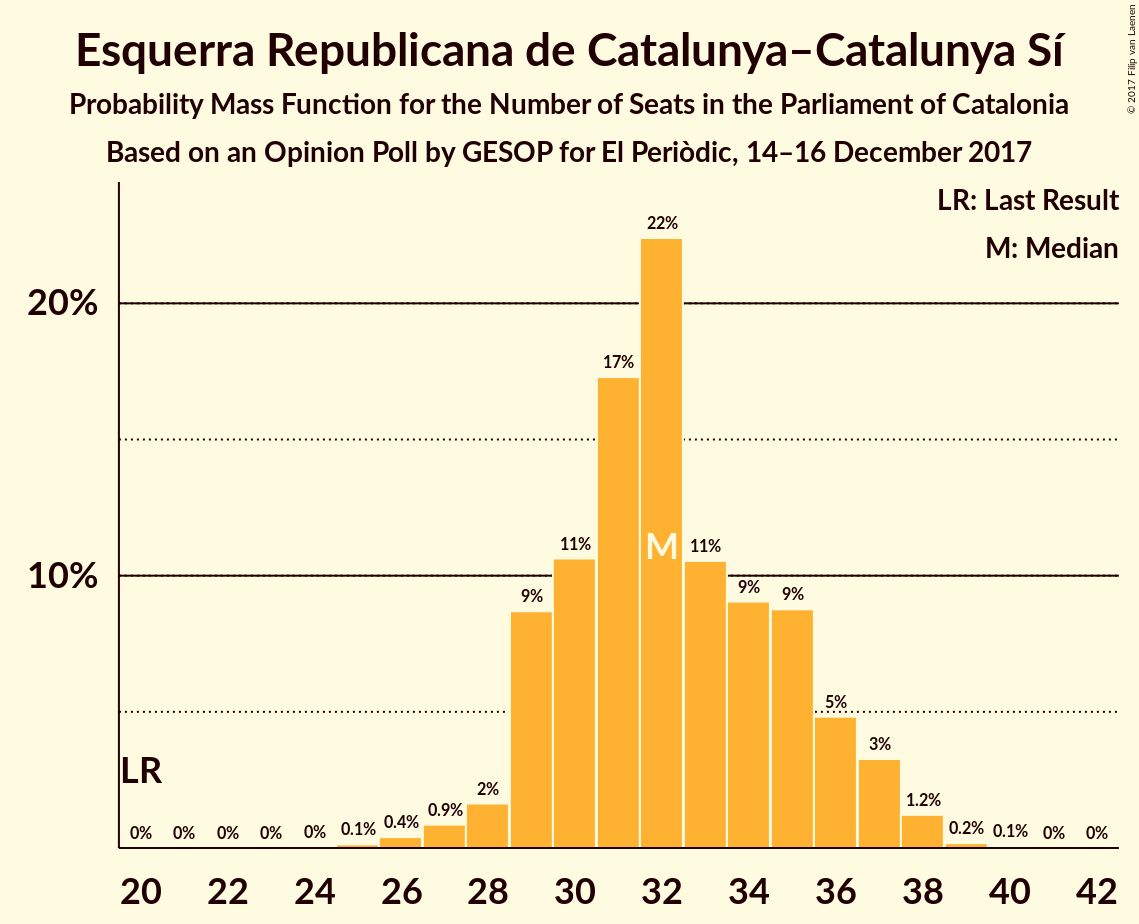 Esquerra Republicana de Catalunya–Catalunya Sí
Probability Mass Function for the Number of Seats in the Parliament of Catalonia
Based on an Opinion Poll by GESOP for El Periòdic, 14–16 December 2017
© 2017 Filip van Laenen
LR: Last Result
M: Median
20%
10%
LR
M
0% 0% 0% 0% 0% 0.1% 0.4% 0.9% 2% 9% 11% 17% 22% 11% 9% 9% 5% 3% 1.2% 0.2% 0.1% 0% 0%
20 22 24 26 28 30 32 34 36 38 40 42